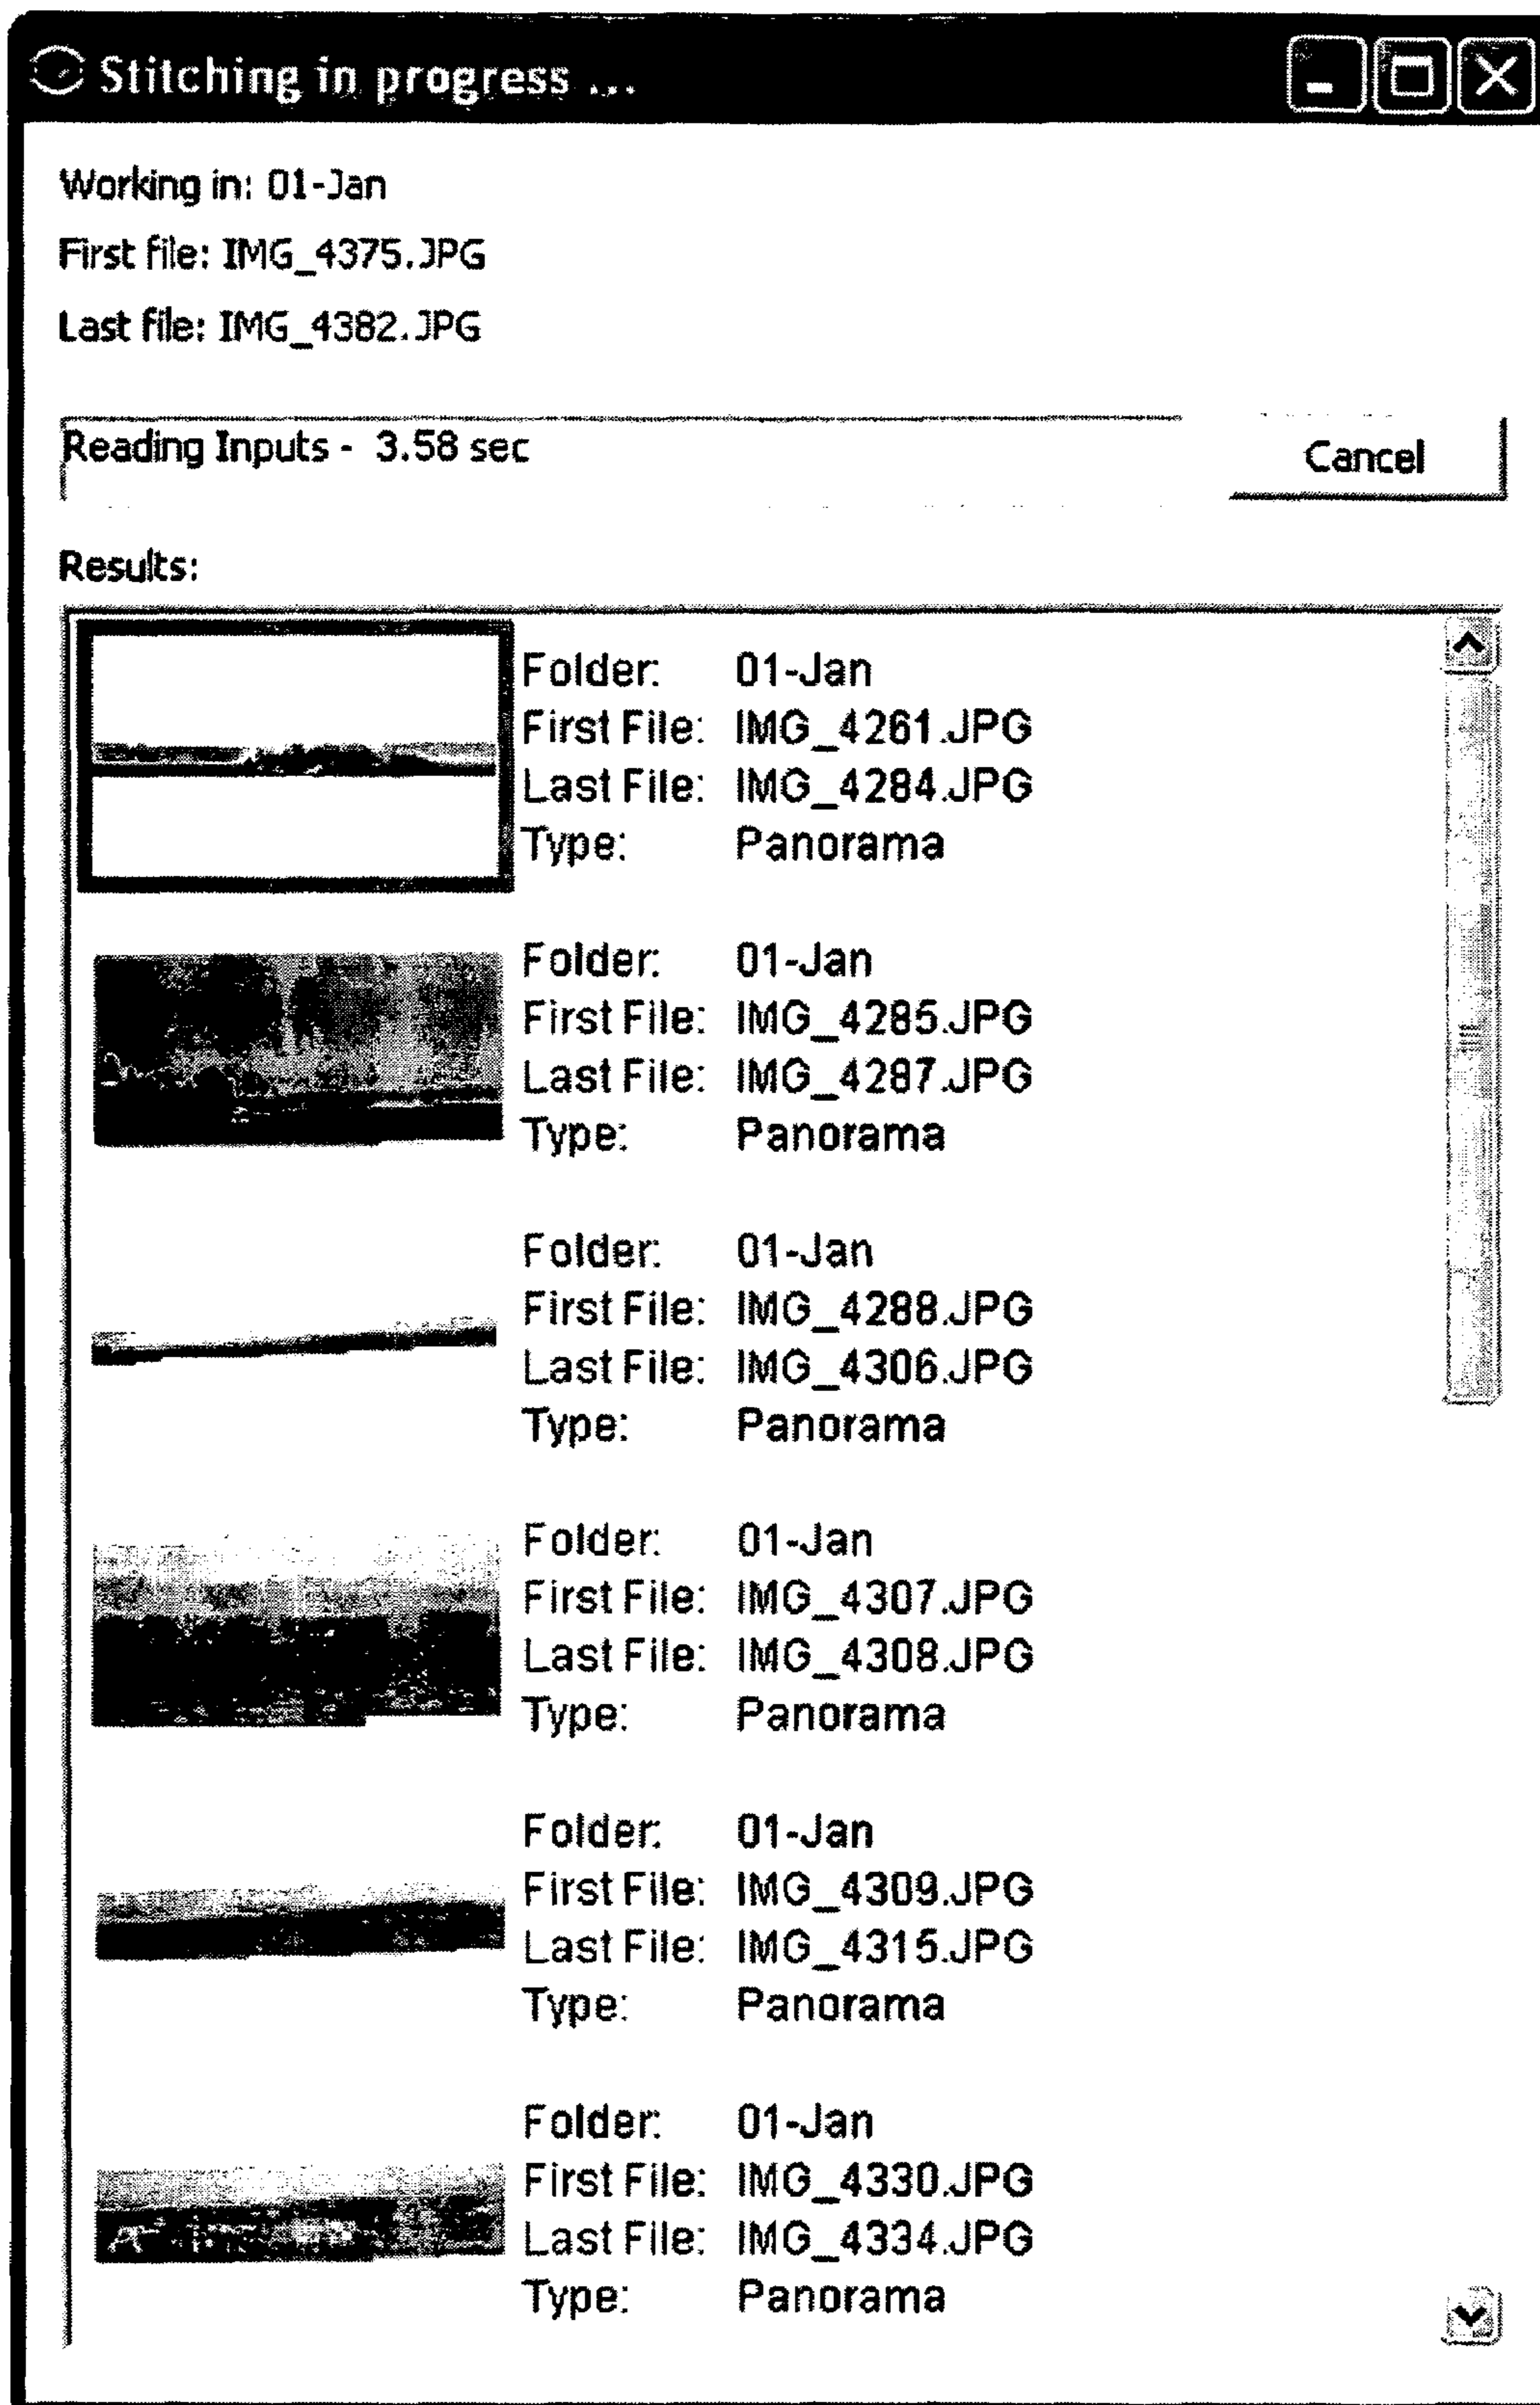 Stitching in progress ...
Working in: 01-Jan
First file: IMG_4375.JPG
Last file: IMG_4382.JPG
Reading Inputs - 3.58 sec
Cancel
Results:
Folder: 01-Jan
First File: IMG_4261.JPG
Last File: IMG_4284.JPG
Type: Panorama
Folder: 01-Jan
First File: IMG_4285.JPG
Last File: IMG_4287.JPG
Type: Panorama
Folder: 01-Jan
First File: IMG_4288.JPG
Last File: IMG_4306.JPG
Type: Panorama
Folder: 01-Jan
First File: IMG_4307.JPG
Last File: IMG_4308.JPG
Type: Panorama
Folder: 01-Jan
First File: IMG_4309.JPG
Last File: IMG_4315.JPG
Type: Panorama
Folder: 01-Jan
First File: IMG_4330.JPG
Last File: IMG_4334.JPG
Type: Panorama